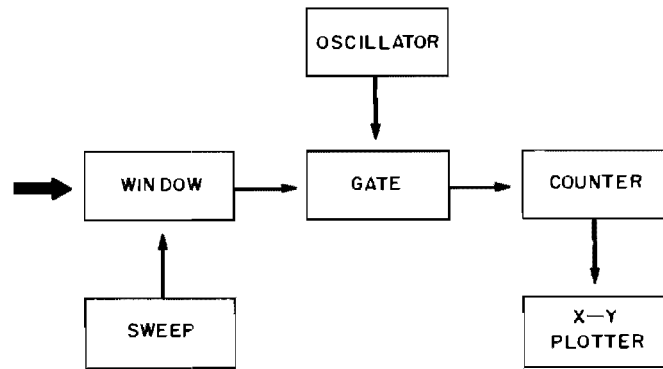 OSCILLATOR
WINDOW
GATE
COUNTER
SWEEP
X—Y
PLOTTER